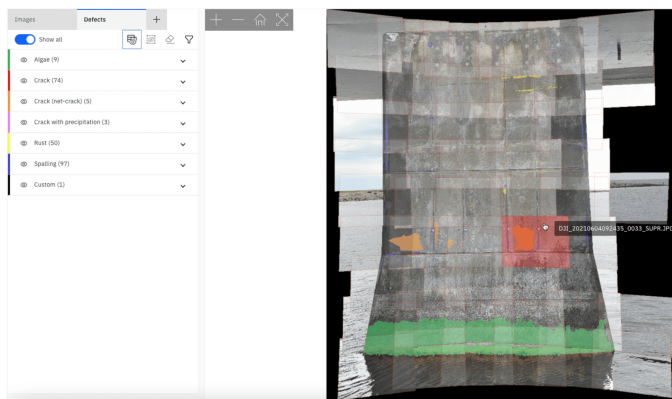 Images
Defects
Show all
Algae (9)
Crack (74)
Crack (net-crack) (5)
Crack with precipitation (3)
Rust (50)
Spalling (97)
Custom (1)
DJI_20210604092435_0033_SUPR.JPG